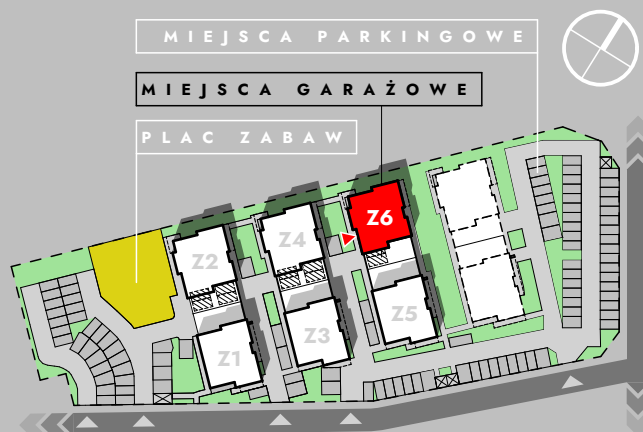 MIEJSCA PARKINGOWE
MIEJSCA GARAŻOWE
PLAC ZABAW
Z6
Z4
Z2
Z5
Z3
Z1